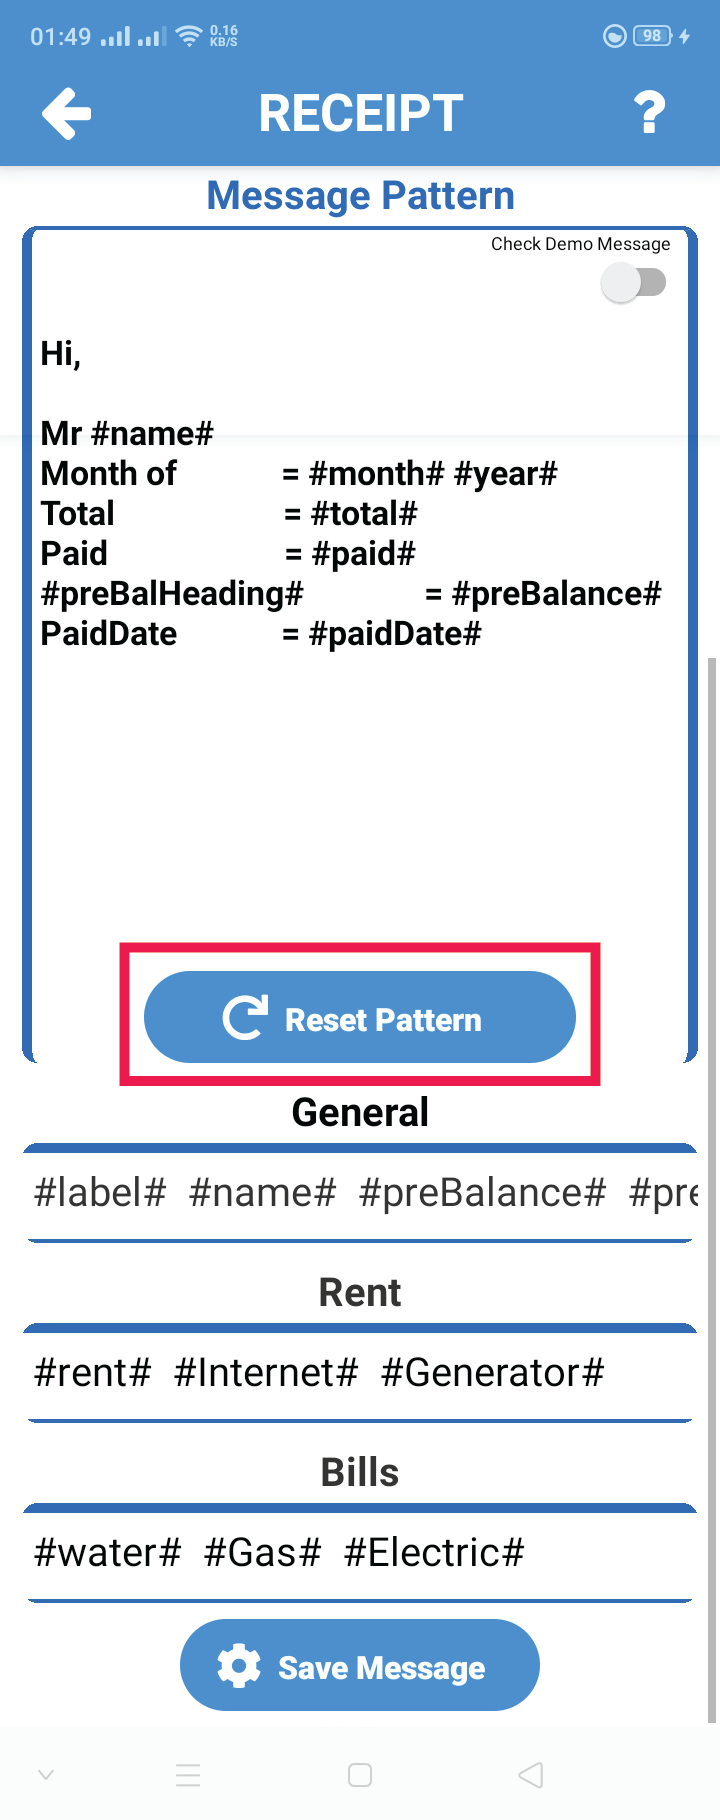 01:49 0.16 KB/S 98
RECEIPT ?
Message Pattern
Check Demo Message
Hi,
Mr #name#
Month of = #month# #year#
Total = #total#
Paid = #paid#
#preBalHeading# = #preBalance#
PaidDate = #paidDate#
Reset Pattern
General
#label# #name# #preBalance# #pre
Rent
#rent# #Internet# #Generator#
Bills
#water# #Gas# #Electric#
Save Message